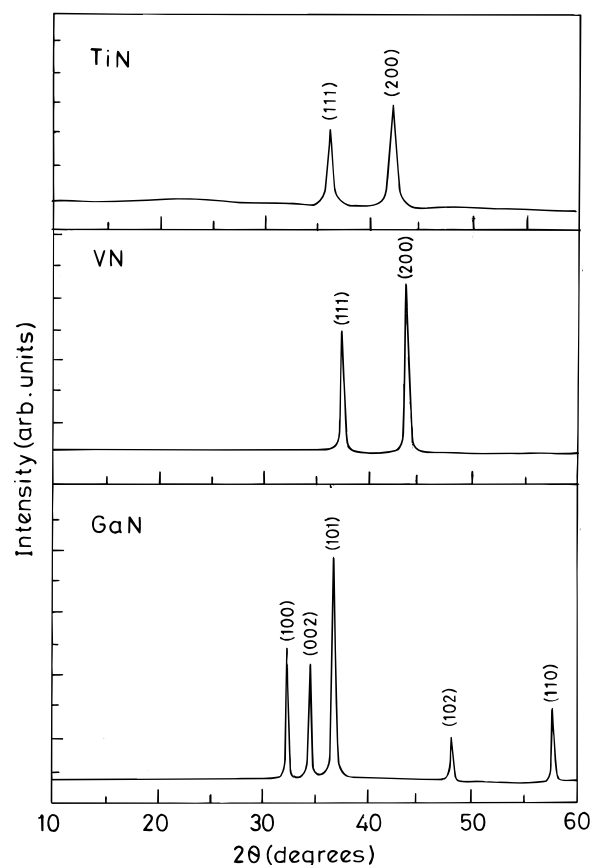 TiN
(111)
(200)
VN
(111)
(200)
GaN
(100)
(002)
(101)
(102)
(110)
Intensity (arb. units)
10 20 30 40 50 60
2θ (degrees)